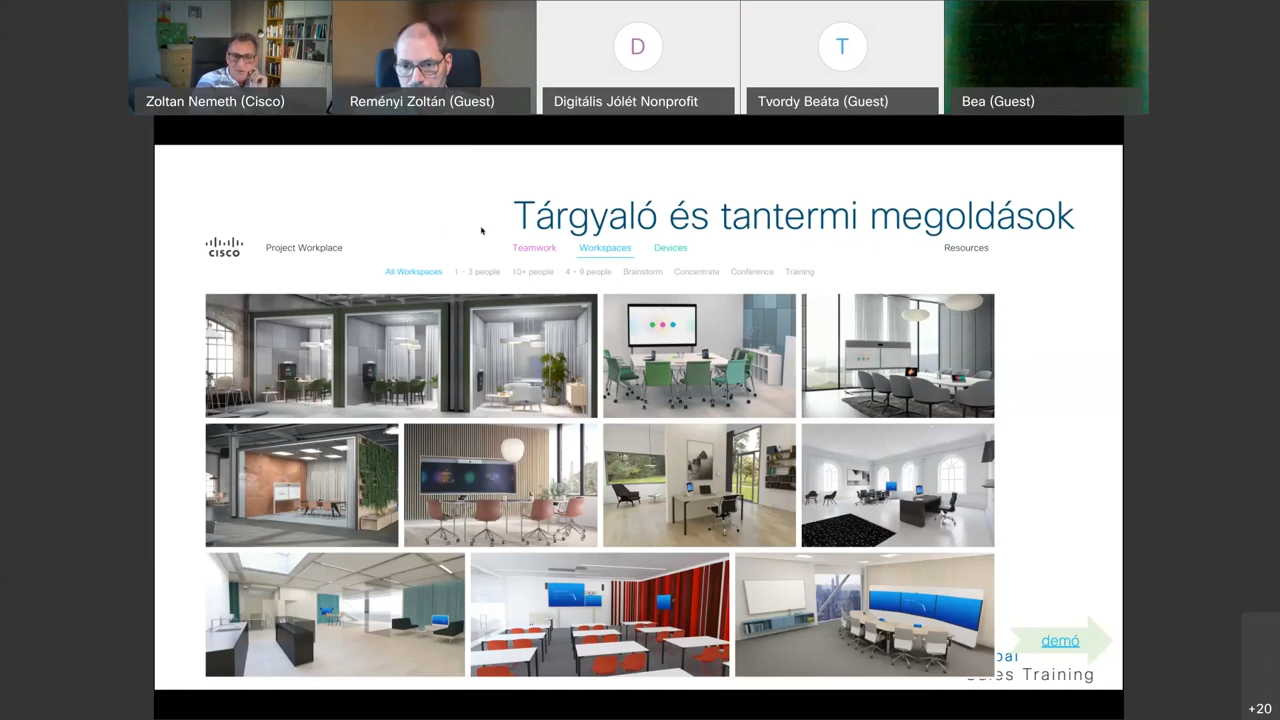 D
T
Zoltan Nemeth (Cisco)
Reményi Zoltán (Guest)
Digitális Jólét Nonprofit
Tvordy Beáta (Guest)
Bea (Guest)
Tárgyaló és tantermi megoldások
CISCO
Project Workplace
Teamwork
Workspaces
Devices
Resources
All Workspaces
1 – 3 people
10+ people
4 – 9 people
Brainstorm
Concentrate
Conference
Training
demó
Training
+20